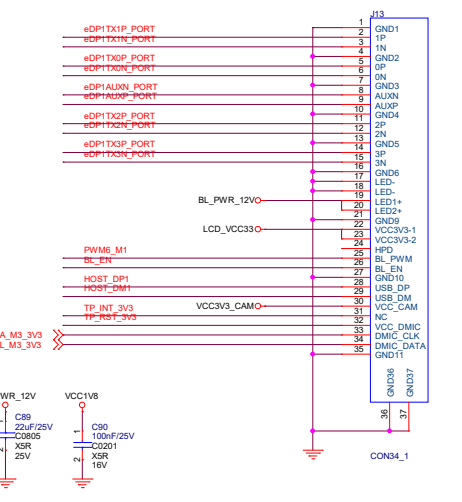 J13
eDP1TX1P_PORT 1 GND1
eDP1TX1N_PORT 2 1P
3 1N
eDP1TX0P_PORT 4 GND2
eDP1TX0N_PORT 5 0P
6 0N
eDP1AUXN_PORT 7 GND3
eDP1AUXP_PORT 8 AUXN
9 AUXP
eDP1TX2P_PORT 10 GND4
eDP1TX2N_PORT 11 2P
12 2N
eDP1TX3P_PORT 13 GND5
eDP1TX3N_PORT 14 3P
15 3N
16 GND6
17 LED-
18 LED-
BL_PWR_12V 19 LED1+
20 LED2+
21 GND9
LCD_VCC33 22 VCC3V3-1
23 VCC3V3-2
PWM6_M1 24 HPD
BL_EN 25 BL_PWM
26 BL_EN
HOST_DP1 27 GND10
HOST_DM1 28 USB_DP
29 USB_DM
VCC3V3_CAM 30 VCC_CAM
TP_INT_3V3 31 NC
TP_RST_3V3 32 VCC_DMIC
A_M3_3V3 33 DMIC_CLK
L_M3_3V3 34 DMIC_DATA
35 GND11
GND36 GND37
36 37
CON34_1
WR_12V VCC1V8
C89
22uF/25V
C0805
X5R
25V
2
1
C90
100nF/25V
C0201
X5R
16V
2